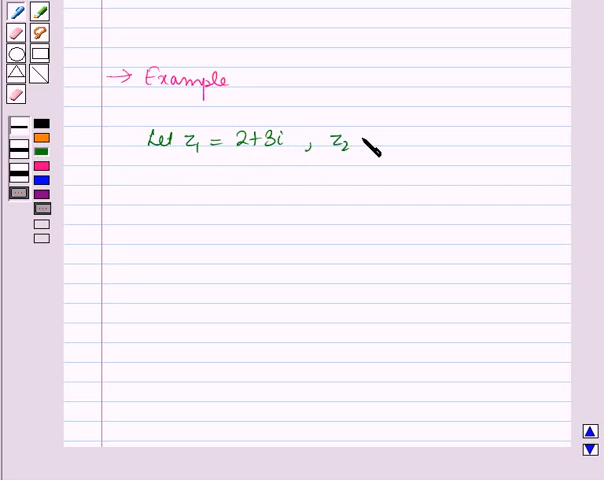 → Example
Let z₁ = 2+3i , z₂